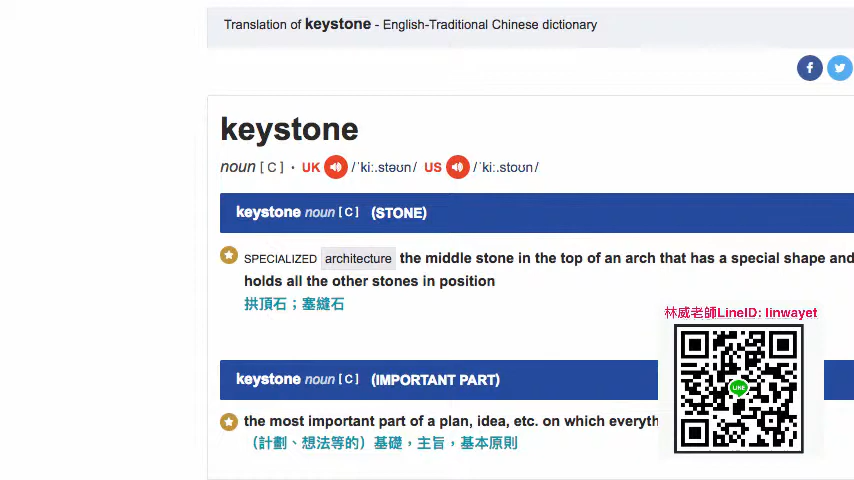 Translation of keystone - English-Traditional Chinese dictionary
keystone
noun [ C ] · UK /ˈkiː.stəʊn/ US /ˈkiː.stoʊn/
keystone noun [ C ] (STONE)
SPECIALIZED architecture the middle stone in the top of an arch that has a special shape and
holds all the other stones in position
拱頂石；塞縫石
林威老師LineID: linwayet
LINE
keystone noun [ C ] (IMPORTANT PART)
the most important part of a plan, idea, etc. on which
（計劃、想法等的）基礎，主旨，基本原則